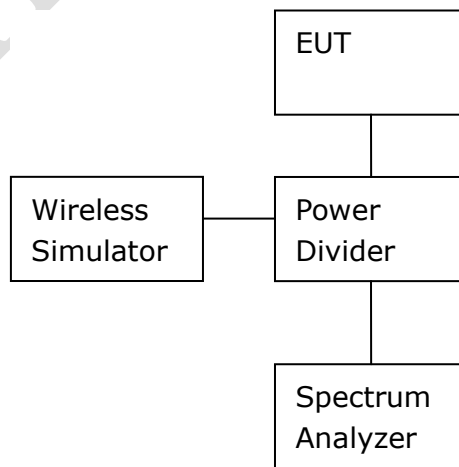 EUT
Wireless
Simulator
Power
Divider
Spectrum
Analyzer